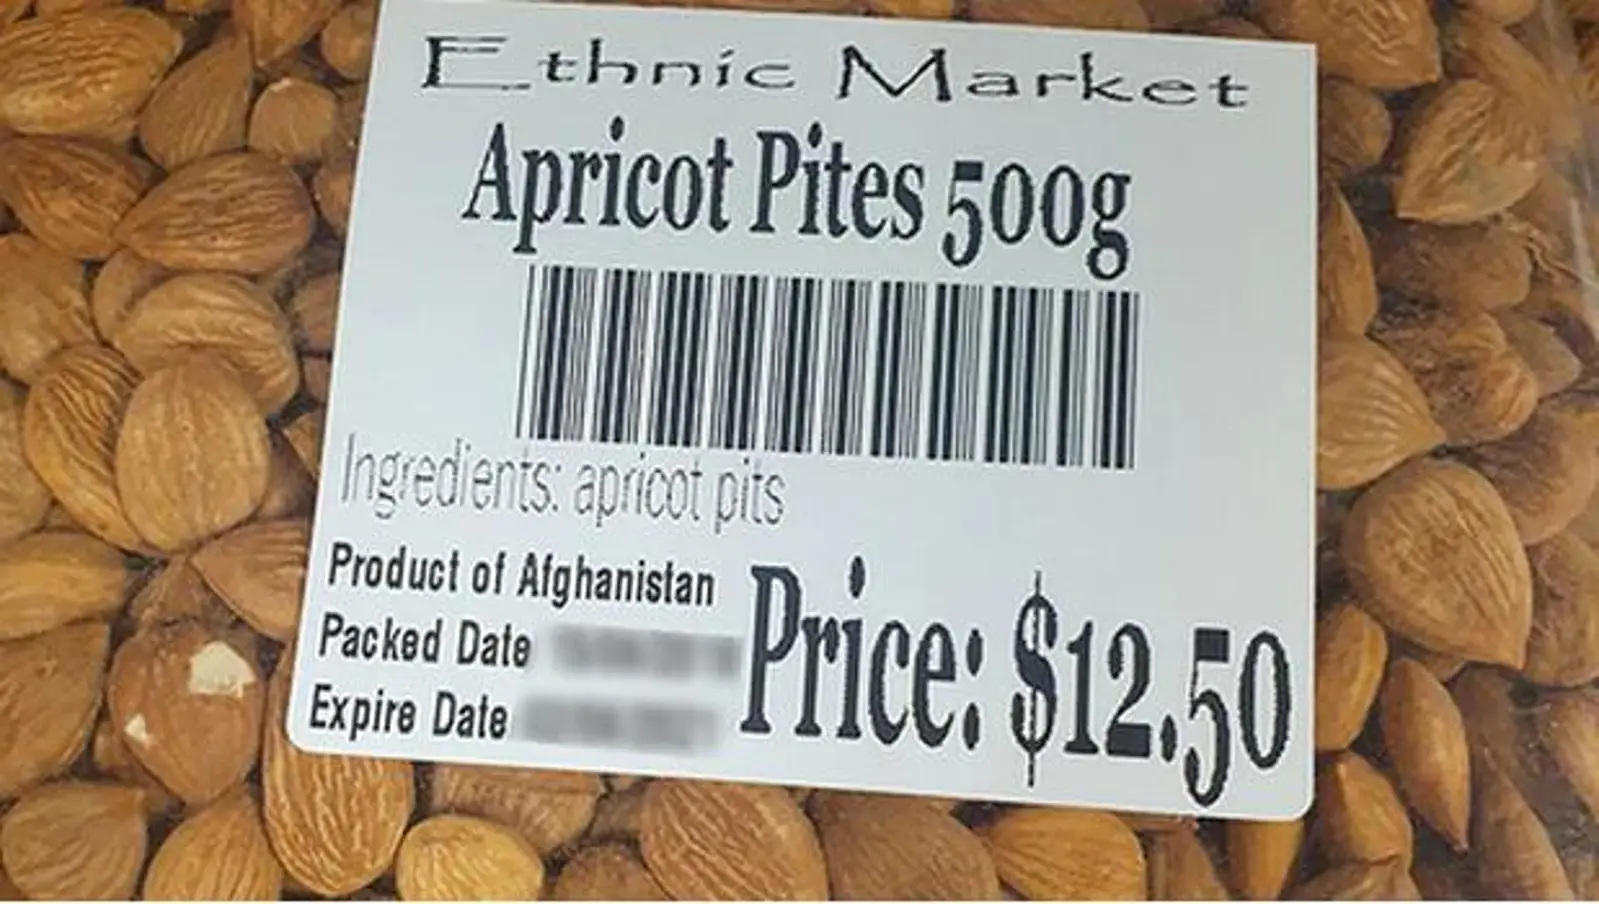 Ethnic Market
Apricot Pites 500g
Ingredients: apricot pits
Product of Afghanistan
Packed Date
Expire Date
Price: $12.50